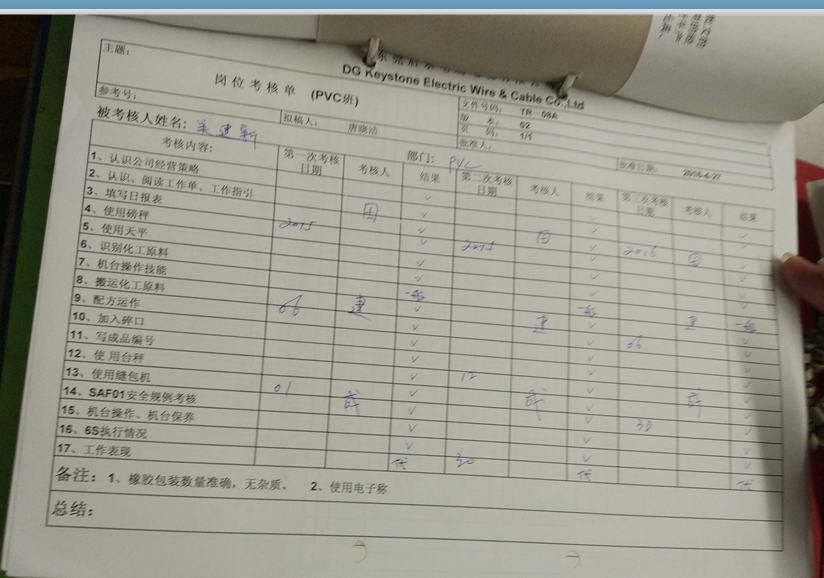 DG Keystone Electric Wire & Cable Co.,Ltd
主题：
岗位考核单 (PVC班)
文件号码： TR-08A
版 本： 02
页 码： 1/1
参考号：
拟稿人： 唐晓洁
批准人：
批准日期：
被考核人姓名：
部门： PVC
考核内容： 第一次考核日期 考核人 结果 第二次考核日期 考核人 结果 第三次考核日期 考核人 结果
1、认识公司经营策略 ✓ ✓ ✓
2、认识、阅读工作单、工作指引 ✓ ✓ ✓
3、填写日报表 ✓ ✓ ✓
4、使用磅秤 2015 国 ✓ 2015 国 ✓ 2016 国 ✓
5、使用天平 ✓ ✓ ✓
6、识别化工原料 ✓ ✓ ✓
7、机台操作技能 一般 一般 一般
8、搬运化工原料 ✓ ✓ ✓
9、配方运作 06 建 ✓ 建 ✓ 06 建 ✓
10、加入碎口 ✓ ✓ ✓
11、写成品编号 ✓ ✓ ✓
12、使用台秤 ✓ 12 ✓ ✓
13、使用缝包机 01 ✓ ✓ ✓
14、SAF01安全规例考核 ✓ ✓ 30 ✓
15、机台操作、机台保养 ✓ ✓ ✓
16、6S执行情况 ✓ ✓ ✓
17、工作表现 优 30 优 优
备注：1、橡胶包装数量准确，无杂质。 2、使用电子称
总结：